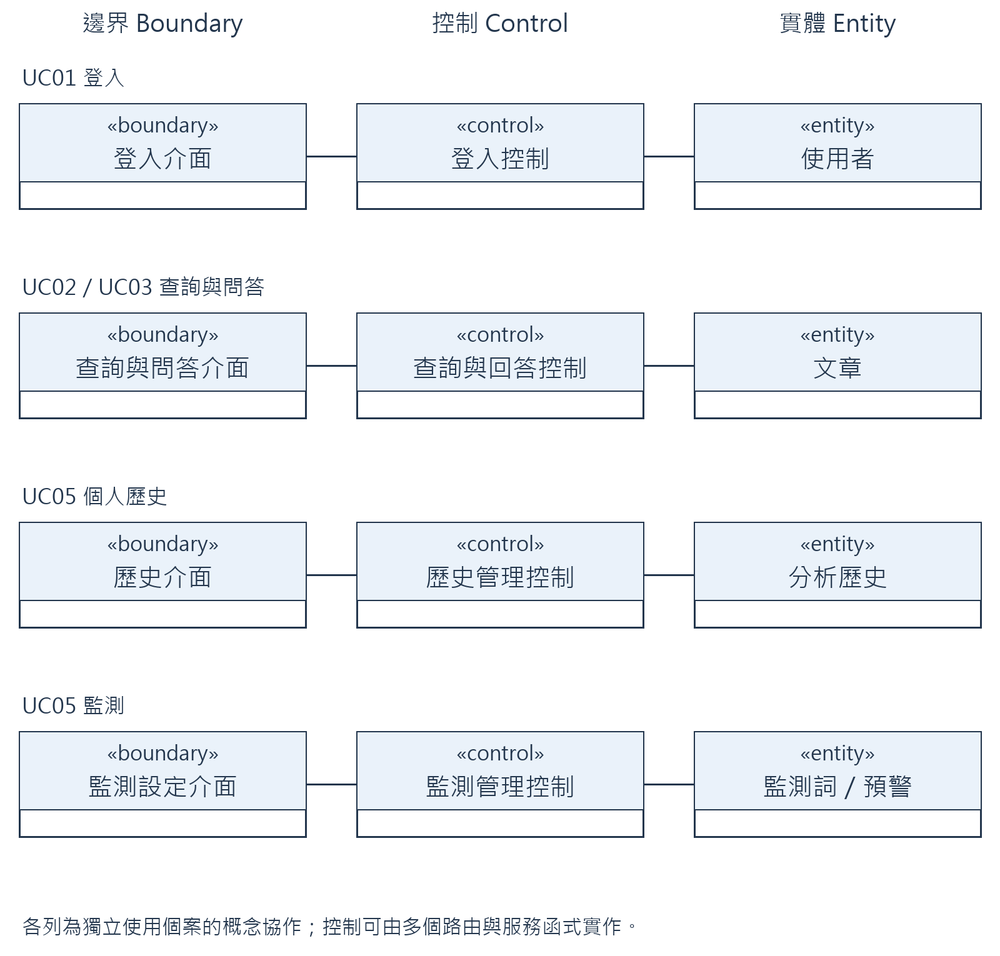 邊界 Boundary
控制 Control
實體 Entity
UC01 登入
«boundary»
登入介面
«control»
登入控制
«entity»
使用者
UC02 / UC03 查詢與問答
«boundary»
查詢與問答介面
«control»
查詢與回答控制
«entity»
文章
UC05 個人歷史
«boundary»
歷史介面
«control»
歷史管理控制
«entity»
分析歷史
UC05 監測
«boundary»
監測設定介面
«control»
監測管理控制
«entity»
監測詞 / 預警
各列為獨立使用個案的概念協作；控制可由多個路由與服務函式實作。